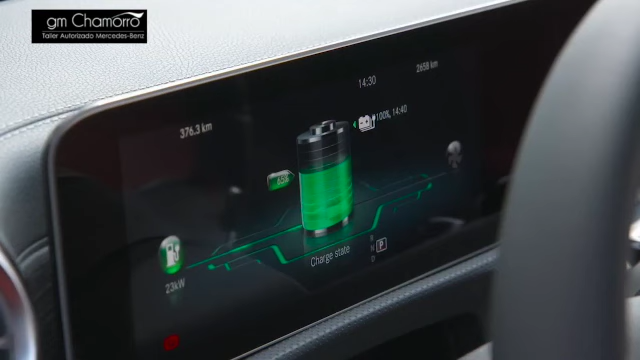 gm Chamorro
Taller Autorizado Mercedes-Benz
14:30
2658 km
376.3 km
100%, 14:40
Charge state
R
N
D
P
23kW